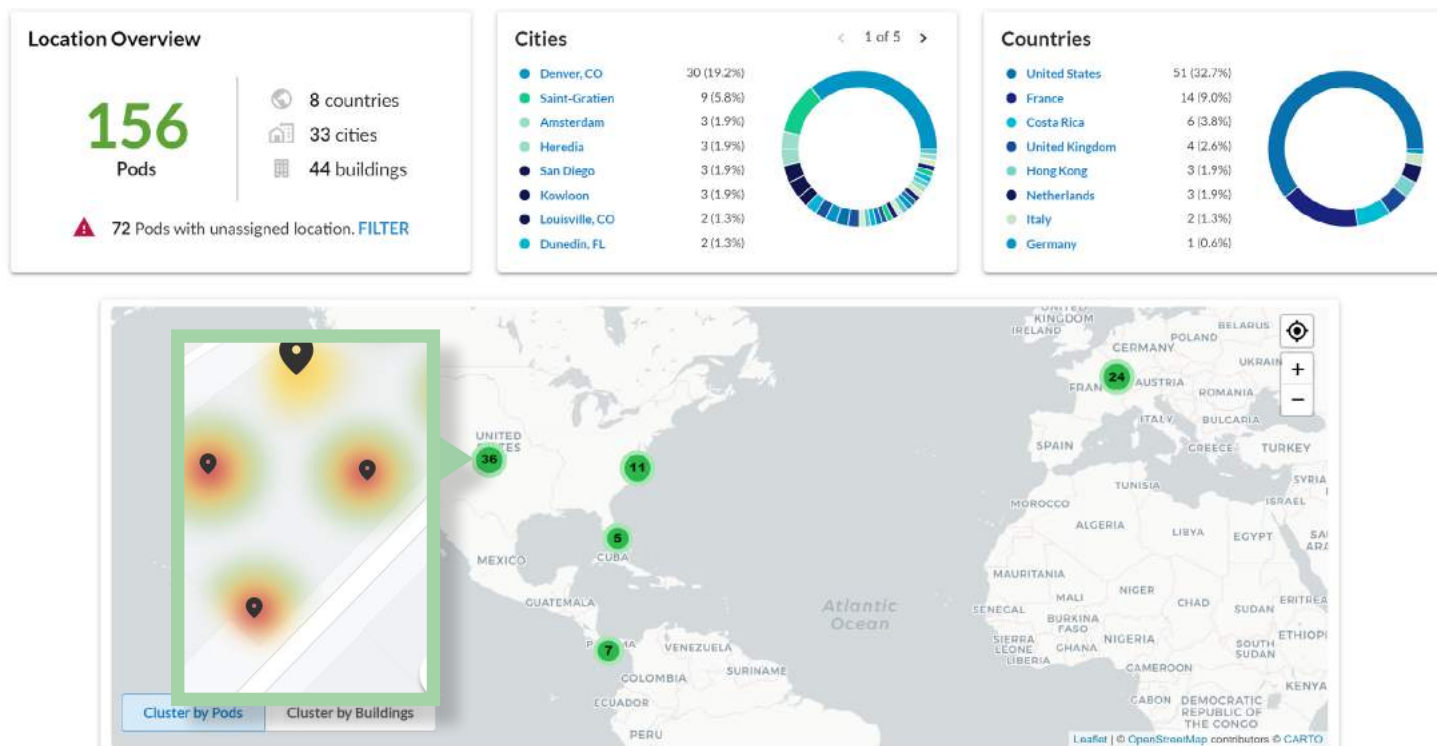 Location Overview
156
Pods
8 countries
33 cities
44 buildings
72 Pods with unassigned location. FILTER
Cities
1 of 5
Denver, CO 30 (19.2%)
Saint-Gratien 9 (5.8%)
Amsterdam 3 (1.9%)
Heredia 3 (1.9%)
San Diego 3 (1.9%)
Kowloon 3 (1.9%)
Louisville, CO 2 (1.3%)
Dunedin, FL 2 (1.3%)
Countries
United States 51 (32.7%)
France 14 (9.0%)
Costa Rica 6 (3.8%)
United Kingdom 4 (2.6%)
Hong Kong 3 (1.9%)
Netherlands 3 (1.9%)
Italy 2 (1.3%)
Germany 1 (0.6%)
KINGDOM
IRELAND
BELARUS
POLAND
GERMANY
UKRAIN
24
AUSTRIA
FRAN
ROMANIA
ITALY
BULGARIA
SPAIN
GREECE
TURKEY
UNITED
36
11
TUNISIA
SYRIA
ISRAEL
MOROCCO
ALGERIA
LIBYA
EGYPT
5
CUBA
MEXICO
MAURITANIA
MALI
NIGER
CHAD
SUDAN
ERITREA
GUATEMALA
Atlantic
Ocean
SENEGAL
BURKINA
FASO
SIERRA
LEONE
GHANA
NIGERIA
SOUTH
SUDAN
ETHIOPI
LIBERIA
7
VENEZUELA
SURINAME
COLOMBIA
CAMEROON
KENYA
ECUADOR
GABON
DEMOCRATIC
REPUBLIC OF
THE CONGO
PERU
Cluster by Pods
Cluster by Buildings
+
−
Leaflet | © OpenStreetMap contributors © CARTO